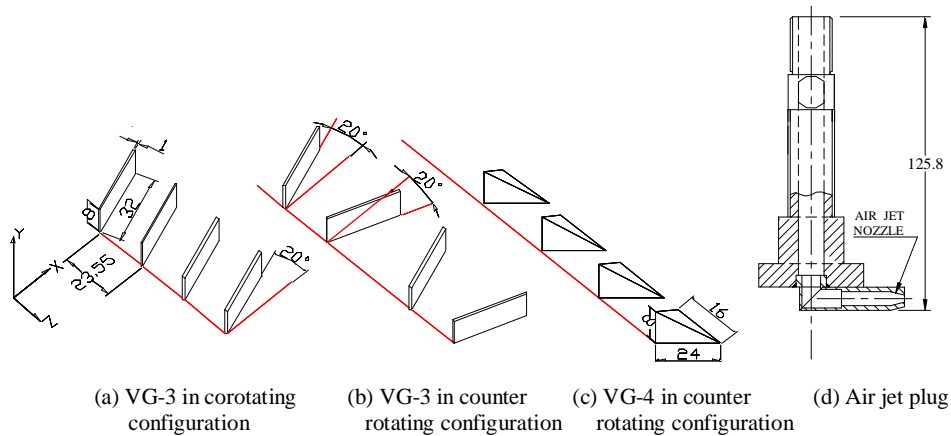 1
32
8
23.55
20°
Y
X
Z
20°
20°
8
16
24
125.8
AIR JET
NOZZLE
(a) VG-3 in corotating
configuration
(b) VG-3 in counter
rotating configuration
(c) VG-4 in counter
rotating configuration
(d) Air jet plug